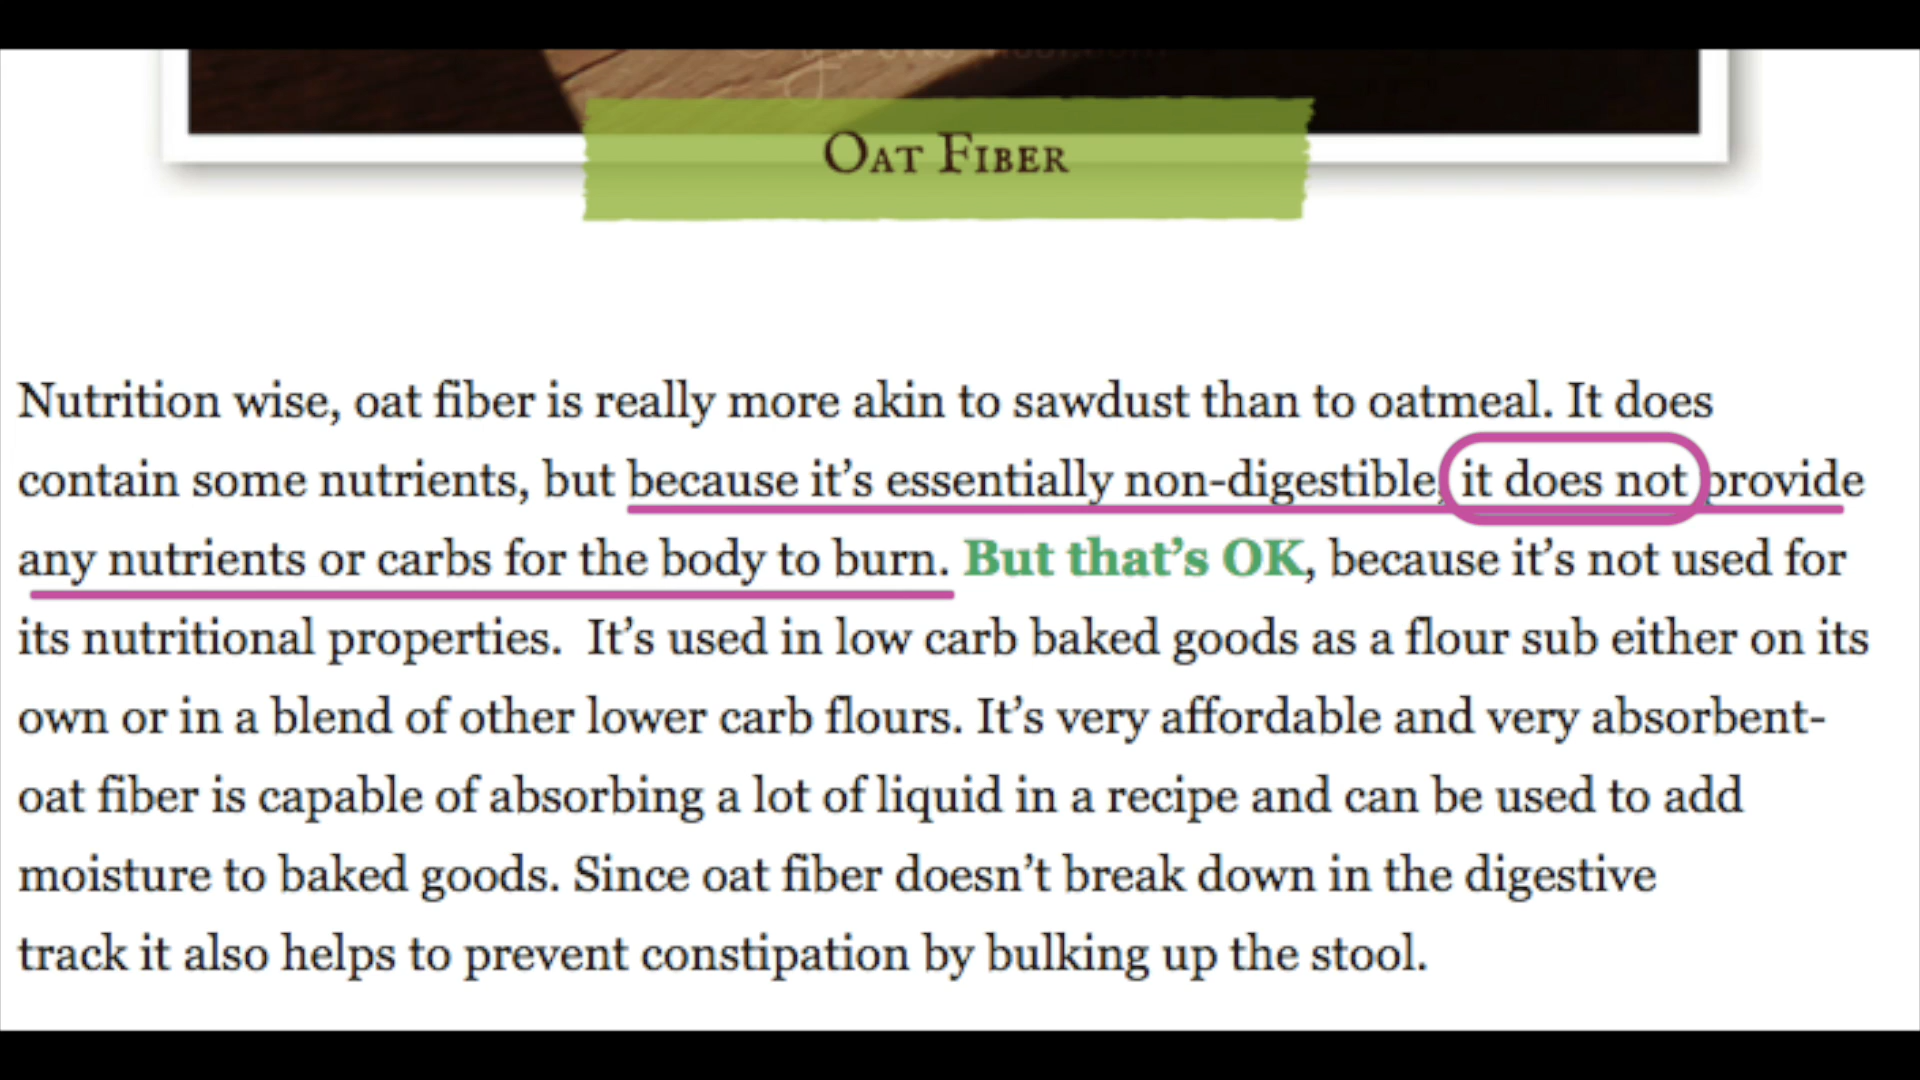 Oat Fiber
Nutrition wise, oat fiber is really more akin to sawdust than to oatmeal. It does
contain some nutrients, but because it’s essentially non-digestible, it does not provide
any nutrients or carbs for the body to burn. But that’s OK, because it’s not used for
its nutritional properties.  It’s used in low carb baked goods as a flour sub either on its
own or in a blend of other lower carb flours. It’s very affordable and very absorbent-
oat fiber is capable of absorbing a lot of liquid in a recipe and can be used to add
moisture to baked goods. Since oat fiber doesn’t break down in the digestive
track it also helps to prevent constipation by bulking up the stool.